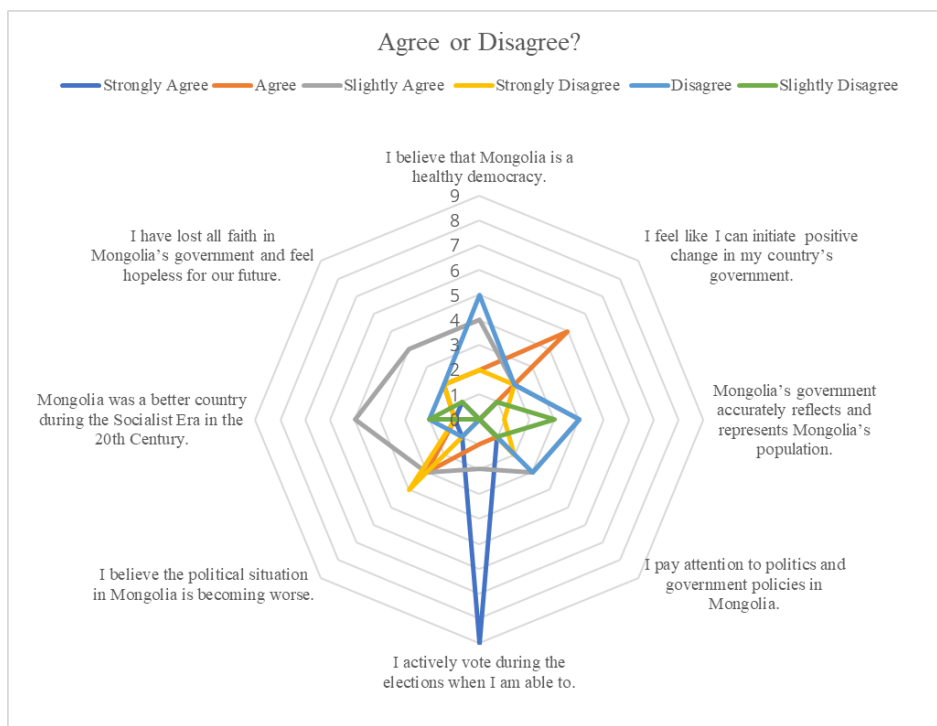 Agree or Disagree?
Strongly Agree Agree Slightly Agree Strongly Disagree Disagree Slightly Disagree
I believe that Mongolia is a
healthy democracy.
I feel like I can initiate positive
change in my country's
government.
Mongolia's government
accurately reflects and
represents Mongolia's
population.
I pay attention to politics and
government policies in
Mongolia.
I actively vote during the
elections when I am able to.
I believe the political situation
in Mongolia is becoming worse.
Mongolia was a better country
during the Socialist Era in the
20th Century.
I have lost all faith in
Mongolia's government and feel
hopeless for our future.
9
8
7
6
5
4
3
2
1
0